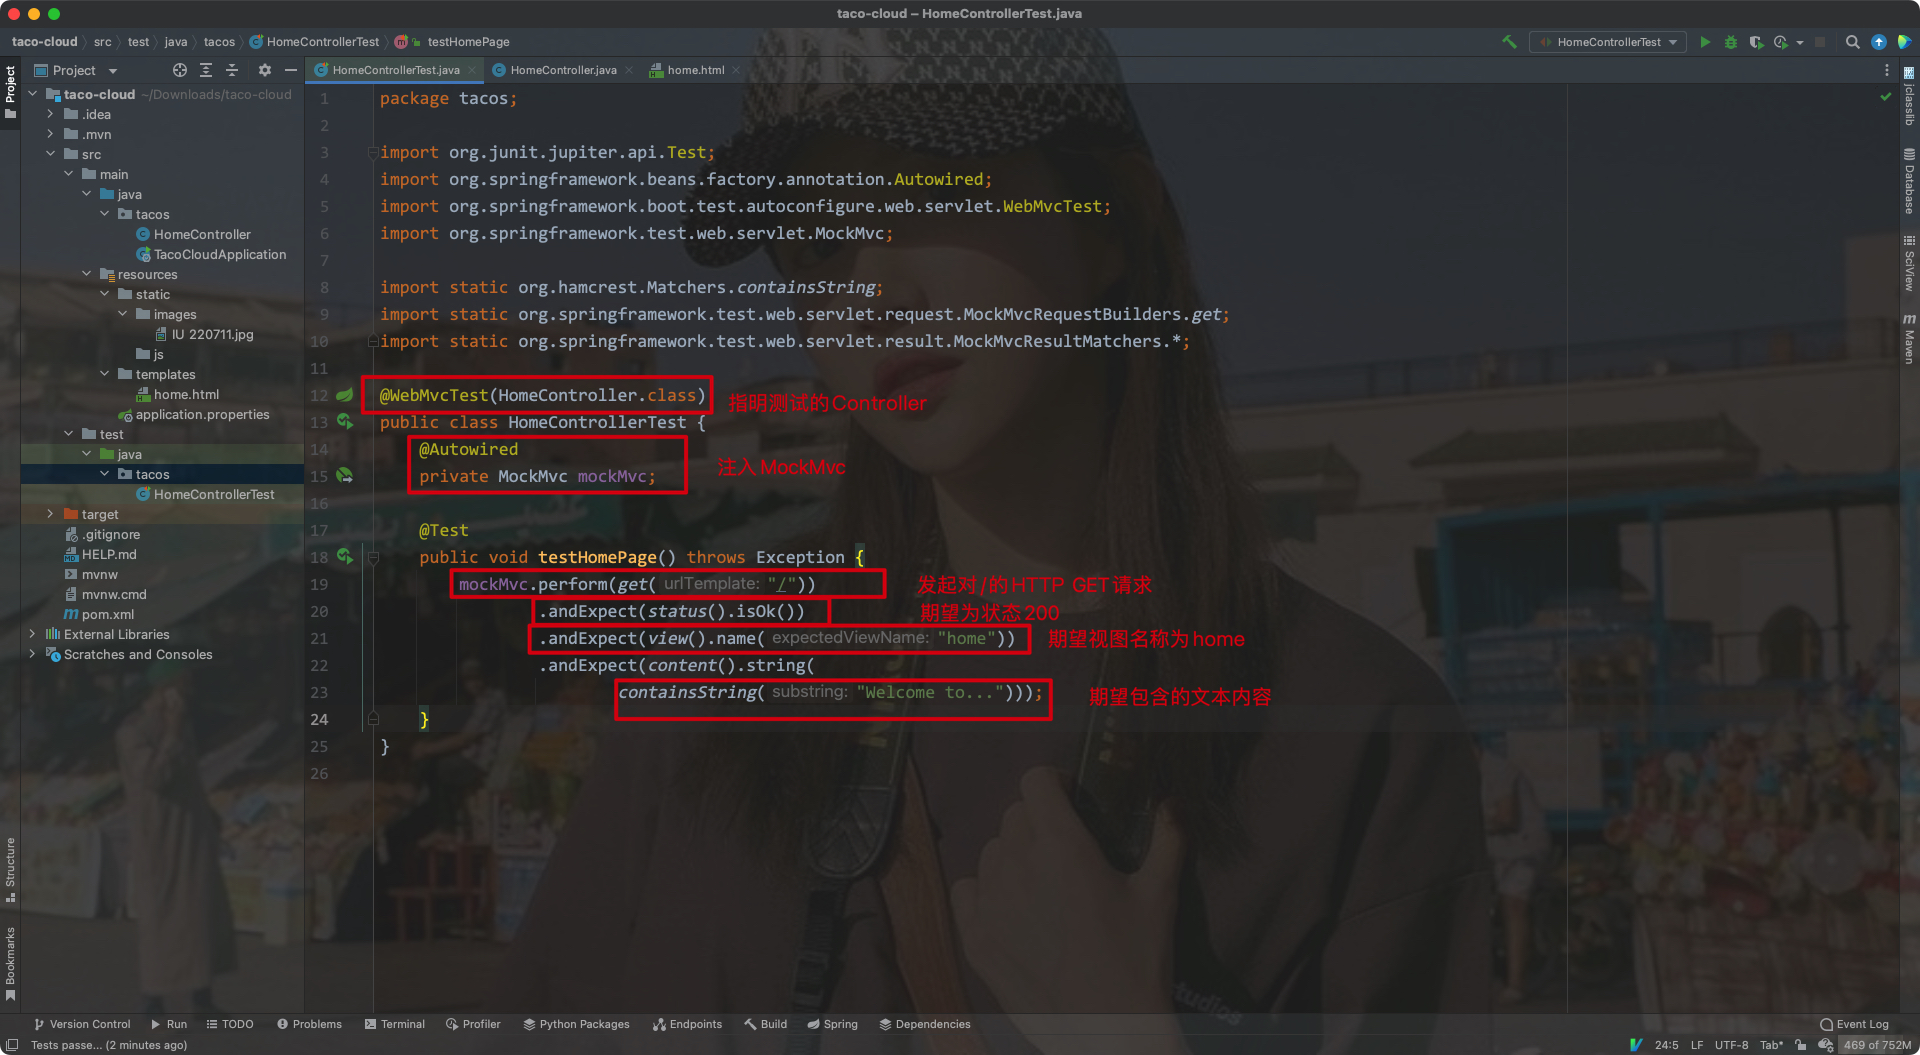 taco-cloud – HomeControllerTest.java
taco-cloud src test java tacos HomeControllerTest testHomePage
HomeControllerTest
Project
HomeControllerTest.java HomeController.java home.html
Project
taco-cloud ~/Downloads/taco-cloud
.idea
.mvn
src
main
java
tacos
HomeController
TacoCloudApplication
resources
static
images
IU 220711.jpg
js
templates
home.html
application.properties
test
java
tacos
HomeControllerTest
target
.gitignore
HELP.md
mvnw
mvnw.cmd
pom.xml
External Libraries
Scratches and Consoles
Structure
Bookmarks
1 package tacos;
2
3 import org.junit.jupiter.api.Test;
4 import org.springframework.beans.factory.annotation.Autowired;
5 import org.springframework.boot.test.autoconfigure.web.servlet.WebMvcTest;
6 import org.springframework.test.web.servlet.MockMvc;
7
8 import static org.hamcrest.Matchers.containsString;
9 import static org.springframework.test.web.servlet.request.MockMvcRequestBuilders.get;
10 import static org.springframework.test.web.servlet.result.MockMvcResultMatchers.*;
11
12 @WebMvcTest(HomeController.class) 指明测试的Controller
13 public class HomeControllerTest {
14 @Autowired
15 private MockMvc mockMvc; 注入 MockMvc
16
17 @Test
18 public void testHomePage() throws Exception {
19 mockMvc.perform(get( urlTemplate: "/")) 发起对/的HTTP GET请求
20 .andExpect(status().isOk()) 期望为状态200
21 .andExpect(view().name( expectedViewName: "home")) 期望视图名称为home
22 .andExpect(content().string(
23 containsString( substring: "Welcome to..."))); 期望包含的文本内容
24 }
25 }
26
jclasslib
Database
SciView
Maven
tudios
Version Control Run TODO Problems Terminal Profiler Python Packages Endpoints Build Spring Dependencies Event Log
Tests passe... (2 minutes ago) 24:5 LF UTF-8 Tab* 469 of 752M